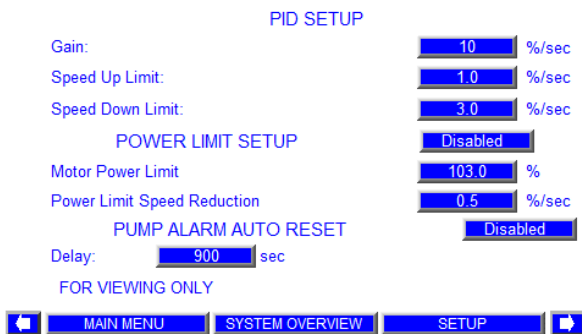 PID SETUP
Gain: 10 %/sec
Speed Up Limit: 1.0 %/sec
Speed Down Limit: 3.0 %/sec
POWER LIMIT SETUP Disabled
Motor Power Limit 103.0 %
Power Limit Speed Reduction 0.5 %/sec
PUMP ALARM AUTO RESET Disabled
Delay: 900 sec
FOR VIEWING ONLY
MAIN MENU SYSTEM OVERVIEW SETUP